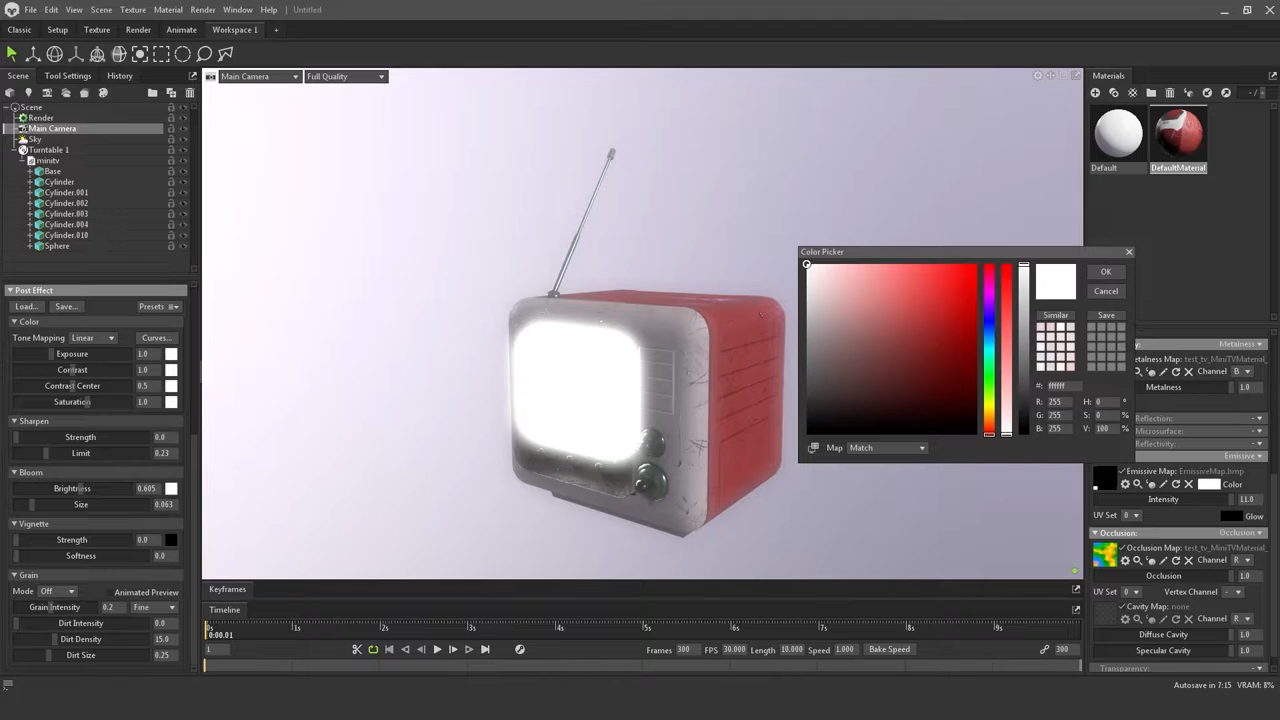 File Edit View Scene Texture Material Render Window Help Untitled
Classic Setup Texture Render Animate Workspace 1 +
Scene Tool Settings History
Main Camera Full Quality
Materials
Scene
Render
Main Camera
Sky
Turntable 1
minitv
Base
Cylinder
Cylinder.001
Cylinder.002
Cylinder.003
Cylinder.004
Cylinder.010
Sphere
Default DefaultMaterial
Post Effect
Load... Save... Presets
Color
Tone Mapping Linear Curves...
Exposure 1.0
Contrast 1.0
Contrast Center 0.5
Saturation 1.0
Sharpen
Strength 0.0
Limit 0.23
Bloom
Brightness 0.605
Size 0.063
Vignette
Strength 0.0
Softness 0.0
Grain
Mode Off Animated Preview
Grain Intensity 0.2 Fine
Dirt Intensity 0.0
Dirt Density 15.0
Dirt Size 0.25
Color Picker
OK
Cancel
Similar Save
#: ffffff
R: 255 H: 0 °
G: 255 S: 0 %
B: 255 V: 100 %
Map Match
Metalness
etalness Map: test_tv_MiniTVMaterial_
Channel B
Metalness 1.0
Reflection:
Microsurface:
Reflectivity:
Emissive
Emissive Map: EmissiveMap.bmp
Color
Intensity 11.0
UV Set 0 Glow
Occlusion: Occlusion
Occlusion Map: test_tv_MiniTVMaterial_
Channel R
Occlusion 1.0
UV Set 0 Vertex Channel -
Cavity Map: none
Channel R
Diffuse Cavity 1.0
Specular Cavity 1.0
Transparency:
Keyframes
Timeline
0s 1s 2s 3s 4s 5s 6s 7s 8s 9s
0:00.01
1 Frames 300 FPS 30.000 Length 10.000 Speed 1.000 Bake Speed 300
Autosave in 7:15 VRAM: 8%